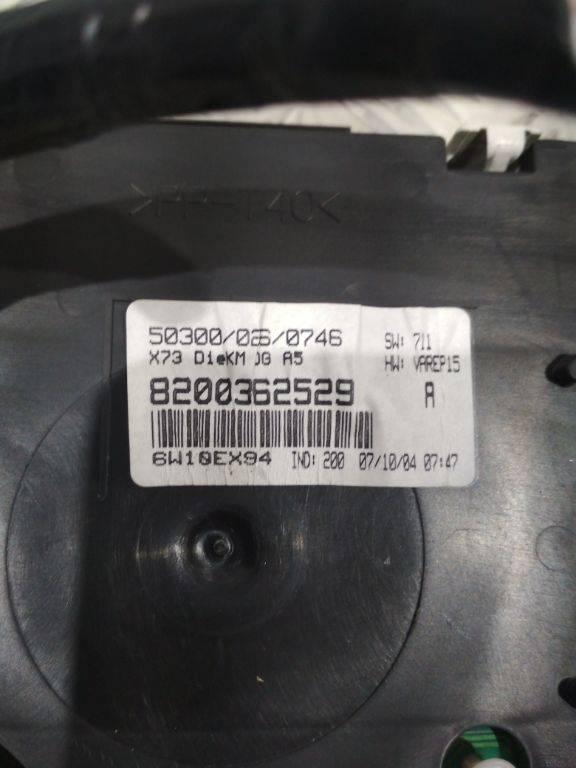 >PP-T40<
50300/026/0746 SW: 711
X73 DieKM JG A5 HW: VAREP15
8200362529 A
6W10EX94 IND: 200 07/10/04 07:47